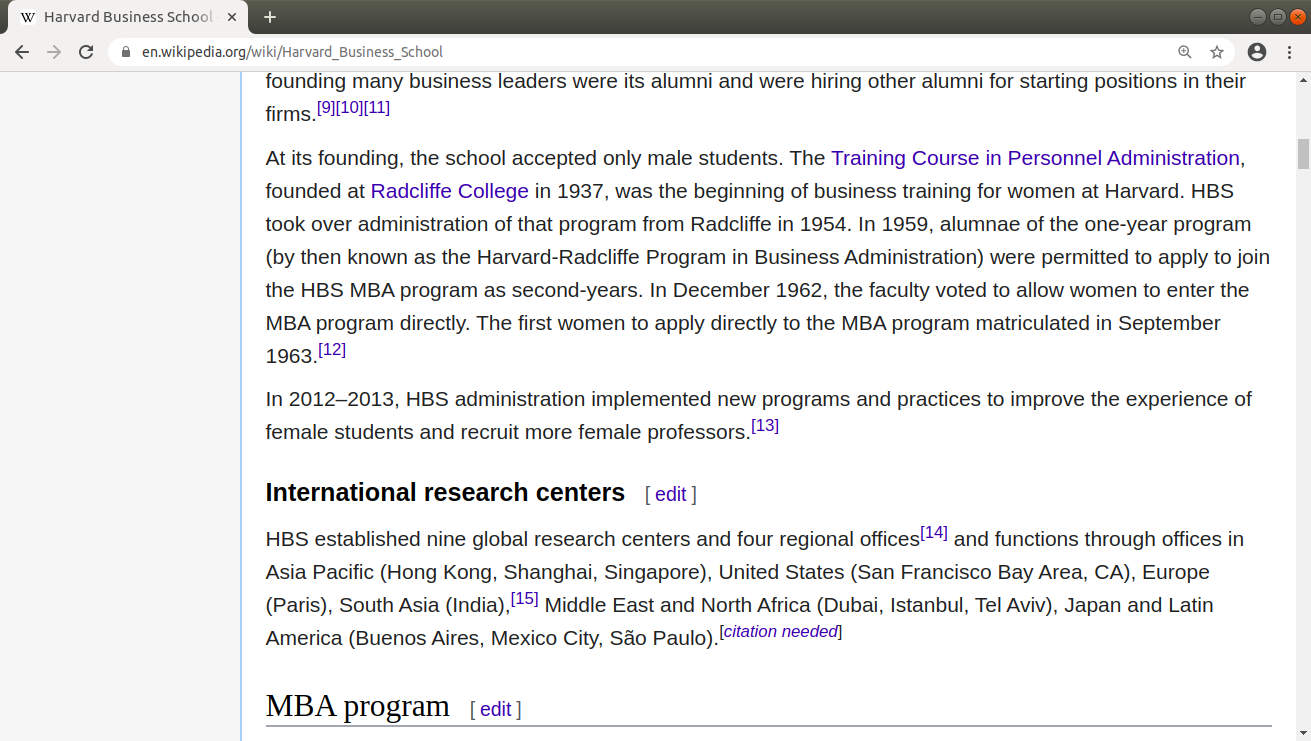 Harvard Business School
en.wikipedia.org/wiki/Harvard_Business_School
founding many business leaders were its alumni and were hiring other alumni for starting positions in their
firms.[9][10][11]
At its founding, the school accepted only male students. The Training Course in Personnel Administration,
founded at Radcliffe College in 1937, was the beginning of business training for women at Harvard. HBS
took over administration of that program from Radcliffe in 1954. In 1959, alumnae of the one-year program
(by then known as the Harvard-Radcliffe Program in Business Administration) were permitted to apply to join
the HBS MBA program as second-years. In December 1962, the faculty voted to allow women to enter the
MBA program directly. The first women to apply directly to the MBA program matriculated in September
1963.[12]
In 2012–2013, HBS administration implemented new programs and practices to improve the experience of
female students and recruit more female professors.[13]
International research centers [ edit ]
HBS established nine global research centers and four regional offices[14] and functions through offices in
Asia Pacific (Hong Kong, Shanghai, Singapore), United States (San Francisco Bay Area, CA), Europe
(Paris), South Asia (India),[15] Middle East and North Africa (Dubai, Istanbul, Tel Aviv), Japan and Latin
America (Buenos Aires, Mexico City, São Paulo).[citation needed]
MBA program [ edit ]